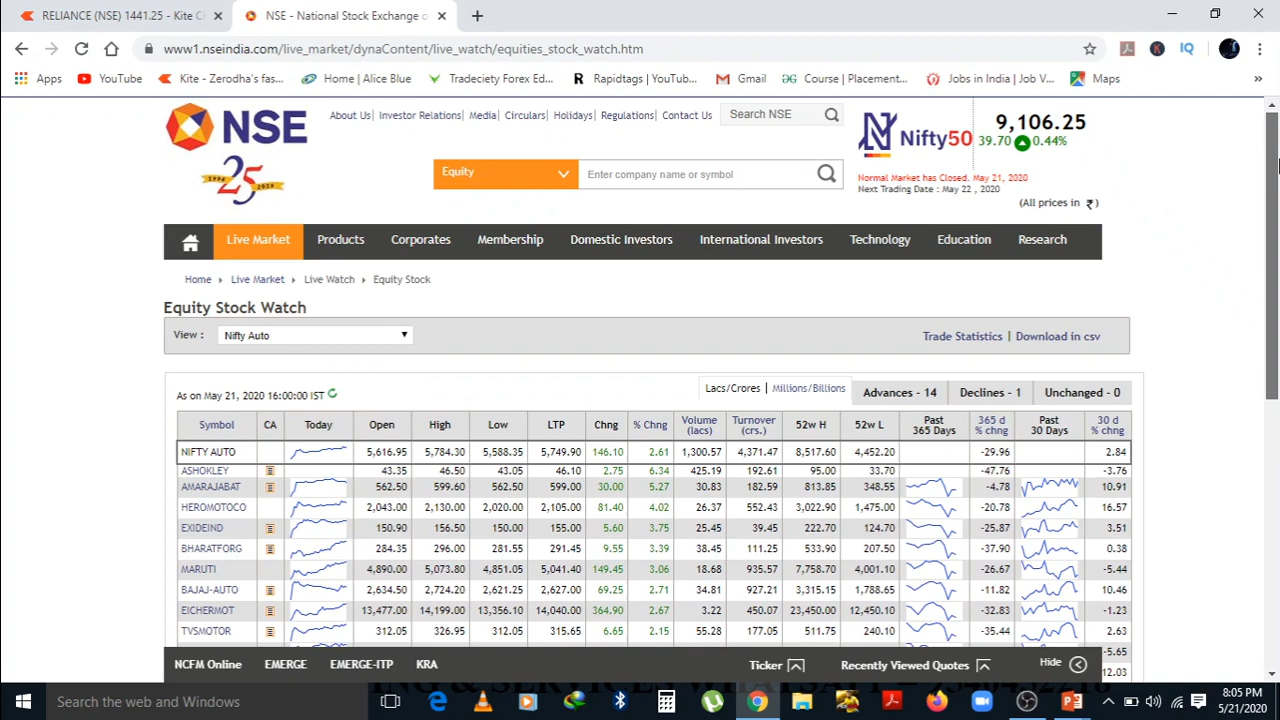 RELIANCE (NSE) 1441.25 - Kite C
NSE - National Stock Exchange o
www1.nseindia.com/live_market/dynaContent/live_watch/equities_stock_watch.htm
Apps YouTube Kite - Zerodha's fas... Home | Alice Blue Tradeciety Forex Ed... Rapidtags | YouTub... Gmail Course | Placement... Jobs in India | Job V... Maps »
NSE
25
About Us| Investor Relations| Media| Circulars| Holidays| Regulations| Contact Us
Search NSE
Equity
Enter company name or symbol
Nifty50
9,106.25
39.70 0.44%
Normal Market has Closed. May 21, 2020
Next Trading Date : May 22 , 2020
(All prices in ₹)
Live Market Products Corporates Membership Domestic Investors International Investors Technology Education Research
Home Live Market Live Watch Equity Stock
Equity Stock Watch
View : Nifty Auto
Trade Statistics | Download in csv
As on May 21, 2020 16:00:00 IST
Lacs/Crores | Millions/Billions Advances - 14 Declines - 1 Unchanged - 0
Symbol CA Today Open High Low LTP Chng % Chng Volume (lacs) Turnover (crs.) 52w H 52w L Past 365 Days 365 d % chng Past 30 Days 30 d % chng
NIFTY AUTO 5,616.95 5,784.30 5,588.35 5,749.90 146.10 2.61 1,300.57 4,371.47 8,517.60 4,452.20 -29.96 2.84
ASHOKLEY 43.35 46.50 43.05 46.10 2.75 6.34 425.19 192.61 95.00 33.70 -47.76 -3.76
AMARAJABAT 562.50 599.60 562.50 599.00 30.00 5.27 30.83 182.59 813.85 348.55 -4.78 10.91
HEROMOTOCO 2,043.00 2,130.00 2,020.00 2,105.00 81.40 4.02 26.37 552.43 3,022.90 1,475.00 -20.78 16.57
EXIDEIND 150.90 156.50 150.00 155.00 5.60 3.75 25.45 39.45 222.70 124.70 -25.87 3.51
BHARATFORG 284.35 296.00 281.55 291.45 9.55 3.39 38.45 111.25 533.90 207.50 -37.90 0.38
MARUTI 4,890.00 5,073.80 4,851.05 5,041.40 149.45 3.06 18.68 935.57 7,758.70 4,001.10 -26.67 -5.44
BAJAJ-AUTO 2,634.50 2,724.20 2,621.25 2,627.00 69.25 2.71 34.81 927.21 3,315.15 1,788.65 -11.82 10.46
EICHERMOT 13,477.00 14,199.00 13,356.10 14,040.00 364.90 2.67 3.22 450.07 23,450.00 12,450.10 -32.83 -1.23
TVSMOTOR 312.05 326.95 312.05 315.65 6.65 2.15 55.28 177.05 511.75 240.10 -35.44 2.63
-5.65
12.03
NCFM Online EMERGE EMERGE-ITP KRA Ticker Recently Viewed Quotes Hide
Search the web and Windows
8:05 PM
5/21/2020